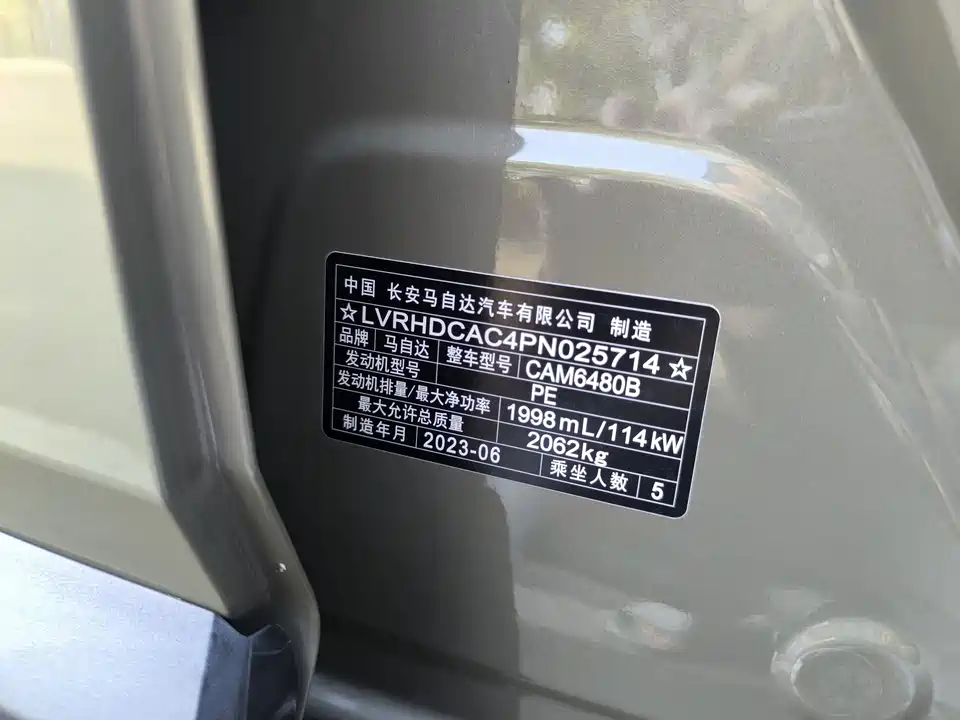 中国 长安马自达汽车有限公司 制造
☆LVRHDCAC4PN025714☆
品牌 马自达 整车型号 CAM6480B
发动机型号 PE
发动机排量/最大净功率 1998mL/114kW
最大允许总质量 2062kg
制造年月 2023-06 乘坐人数 5